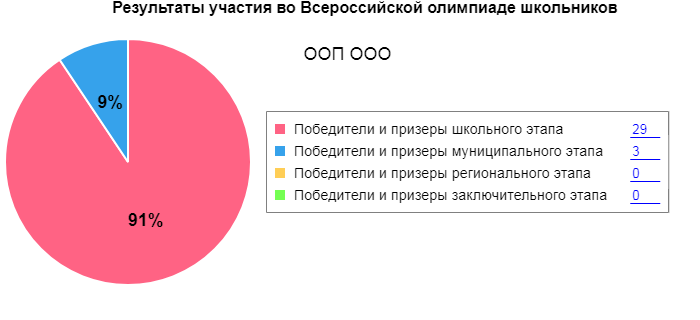 Результаты участия во Всероссийской олимпиаде школьников
ООП ООО
9%
91%
Победители и призеры школьного этапа 29
Победители и призеры муниципального этапа 3
Победители и призеры регионального этапа 0
Победители и призеры заключительного этапа 0